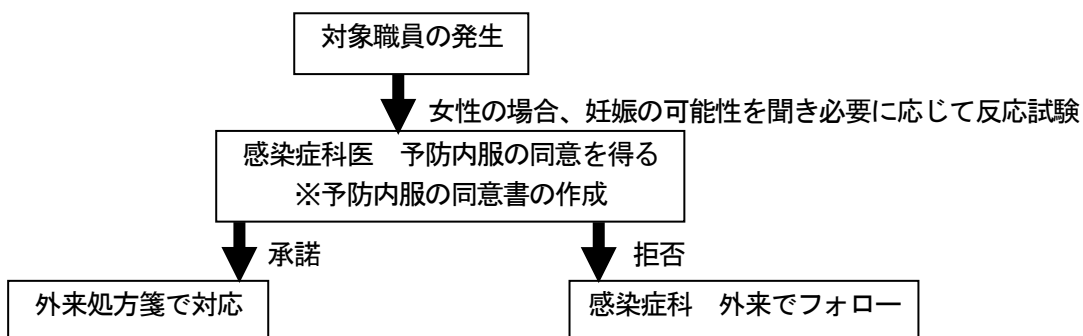 対象職員の発生
女性の場合、妊娠の可能性を聞き必要に応じて反応試験
感染症科医　予防内服の同意を得る
※予防内服の同意書の作成
承諾
拒否
外来処方箋で対応
感染症科　外来でフォロー